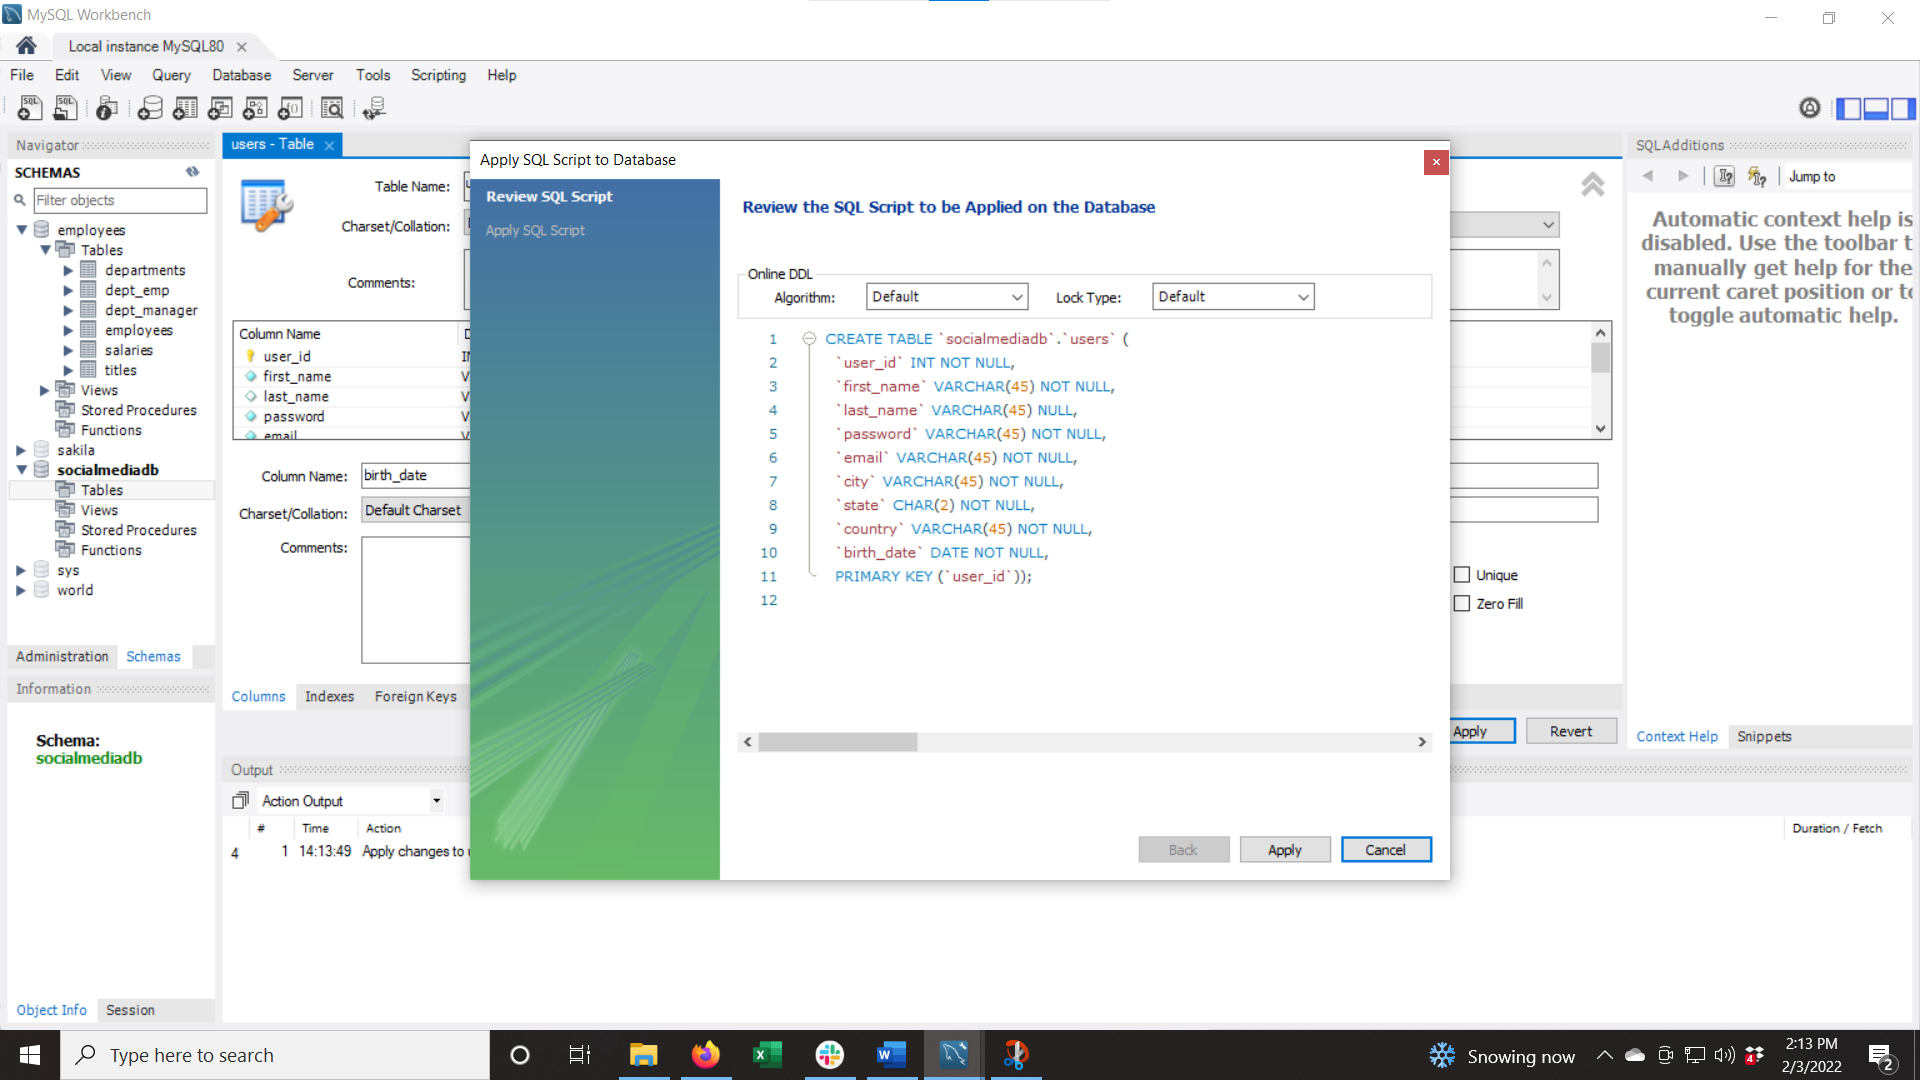 MySQL Workbench
Local instance MySQL80
File Edit View Query Database Server Tools Scripting Help
Navigator
SCHEMAS
Filter objects
employees
Tables
departments
dept_emp
dept_manager
employees
salaries
titles
Views
Stored Procedures
Functions
sakila
socialmediadb
Tables
Views
Stored Procedures
Functions
sys
world
Administration Schemas
Information
Schema:
socialmediadb
Object Info Session
users - Table
Table Name:
Charset/Collation:
Comments:
Column Name
user_id
first_name
last_name
password
email
Column Name: birth_date
Charset/Collation: Default Charset
Comments:
Columns Indexes Foreign Keys
Unique
Zero Fill
Apply Revert
Apply SQL Script to Database
Review SQL Script
Apply SQL Script
Review the SQL Script to be Applied on the Database
Online DDL
Algorithm: Default Lock Type: Default
1 CREATE TABLE `socialmediadb`.`users` (
2 `user_id` INT NOT NULL,
3 `first_name` VARCHAR(45) NOT NULL,
4 `last_name` VARCHAR(45) NULL,
5 `password` VARCHAR(45) NOT NULL,
6 `email` VARCHAR(45) NOT NULL,
7 `city` VARCHAR(45) NOT NULL,
8 `state` CHAR(2) NOT NULL,
9 `country` VARCHAR(45) NOT NULL,
10 `birth_date` DATE NOT NULL,
11 PRIMARY KEY (`user_id`));
12
Back Apply Cancel
SQLAdditions
Jump to
Automatic context help is
disabled. Use the toolbar t
manually get help for the
current caret position or to
toggle automatic help.
Context Help Snippets
Output
Action Output
# Time Action Duration / Fetch
4 1 14:13:49 Apply changes to
Type here to search
Snowing now
2:13 PM
2/3/2022
2